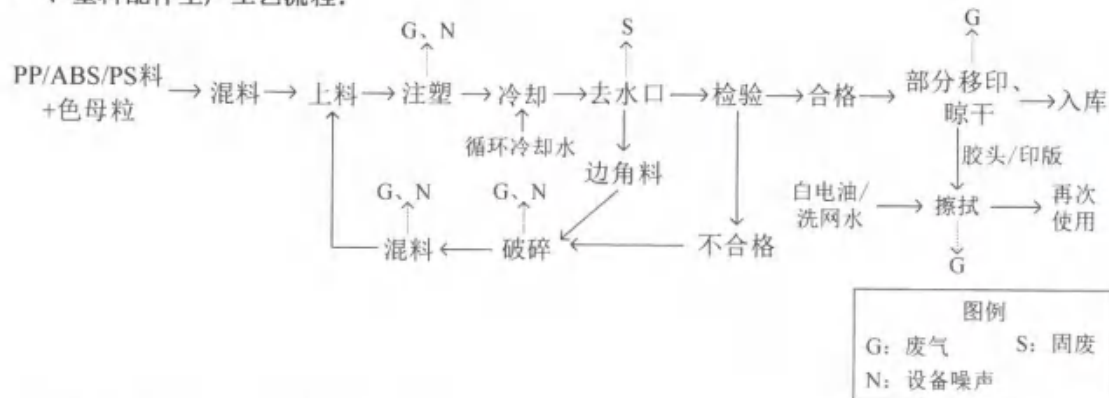 G、N
S
G
PP/ABS/PS料
+色母粒
混料
上料
注塑
冷却
去水口
检验
合格
部分移印、
晾干
入库
循环冷却水
边角料
胶头/印版
G、N
G、N
白电油/
洗网水
擦拭
再次
使用
混料
破碎
不合格
G
图例
G：废气 S：固废
N：设备噪声